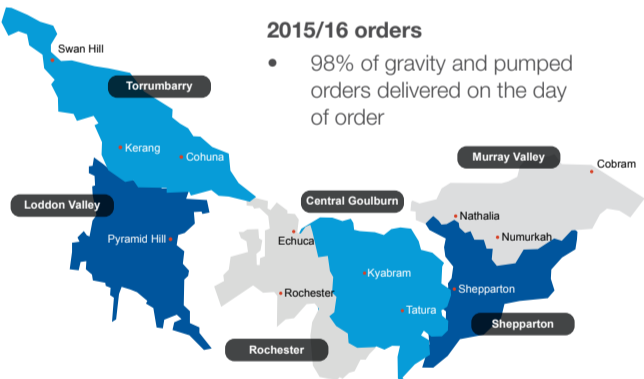 2015/16 orders
• 98% of gravity and pumped
orders delivered on the day
of order
Swan Hill
Torrumbarry
Kerang
Cohuna
Loddon Valley
Pyramid Hill
Murray Valley
Cobram
Central Goulburn
Nathalia
Numurkah
Echuca
Kyabram
Rochester
Shepparton
Tatura
Shepparton
Rochester